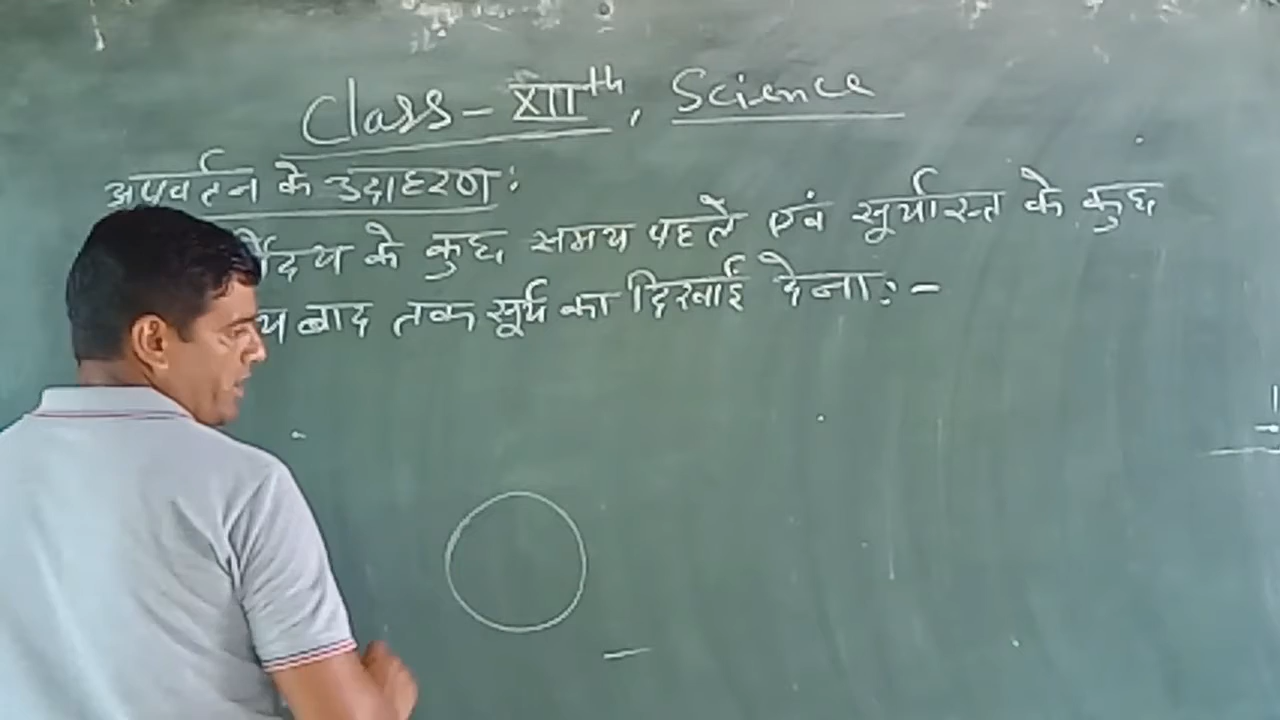 Class - XIIth, Science
अपवर्तन के उदाहरण:
के कुछ समय पहले एवं सूर्यास्त के कुछ
बाद तक सूर्य का दिखाई देना: -